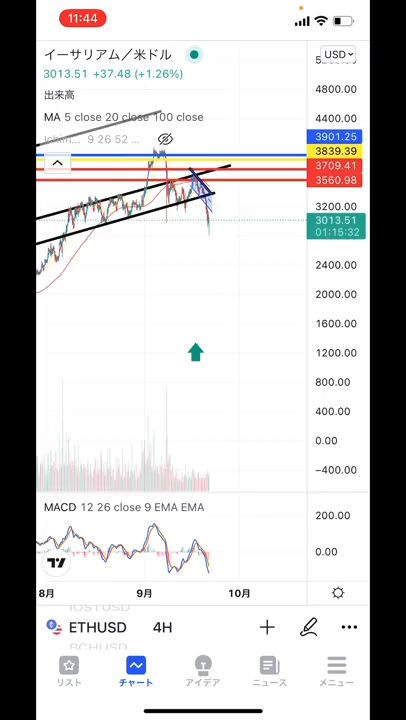 11:44
イーサリアム／米ドル
USD
3013.51 +37.48 (+1.26%)
出来高
4800.00
MA 5 close 20 close 100 close
4400.00
9 26 52
3901.25
3839.39
3709.41
3560.98
3200.00
3013.51
01:15:32
2400.00
2000.00
1600.00
1200.00
800.00
400.00
0.00
−400.00
MACD 12 26 close 9 EMA EMA
200.00
0.00
8月
9月
10月
ETHUSD
4H
リスト
チャート
アイデア
ニュース
メニュー